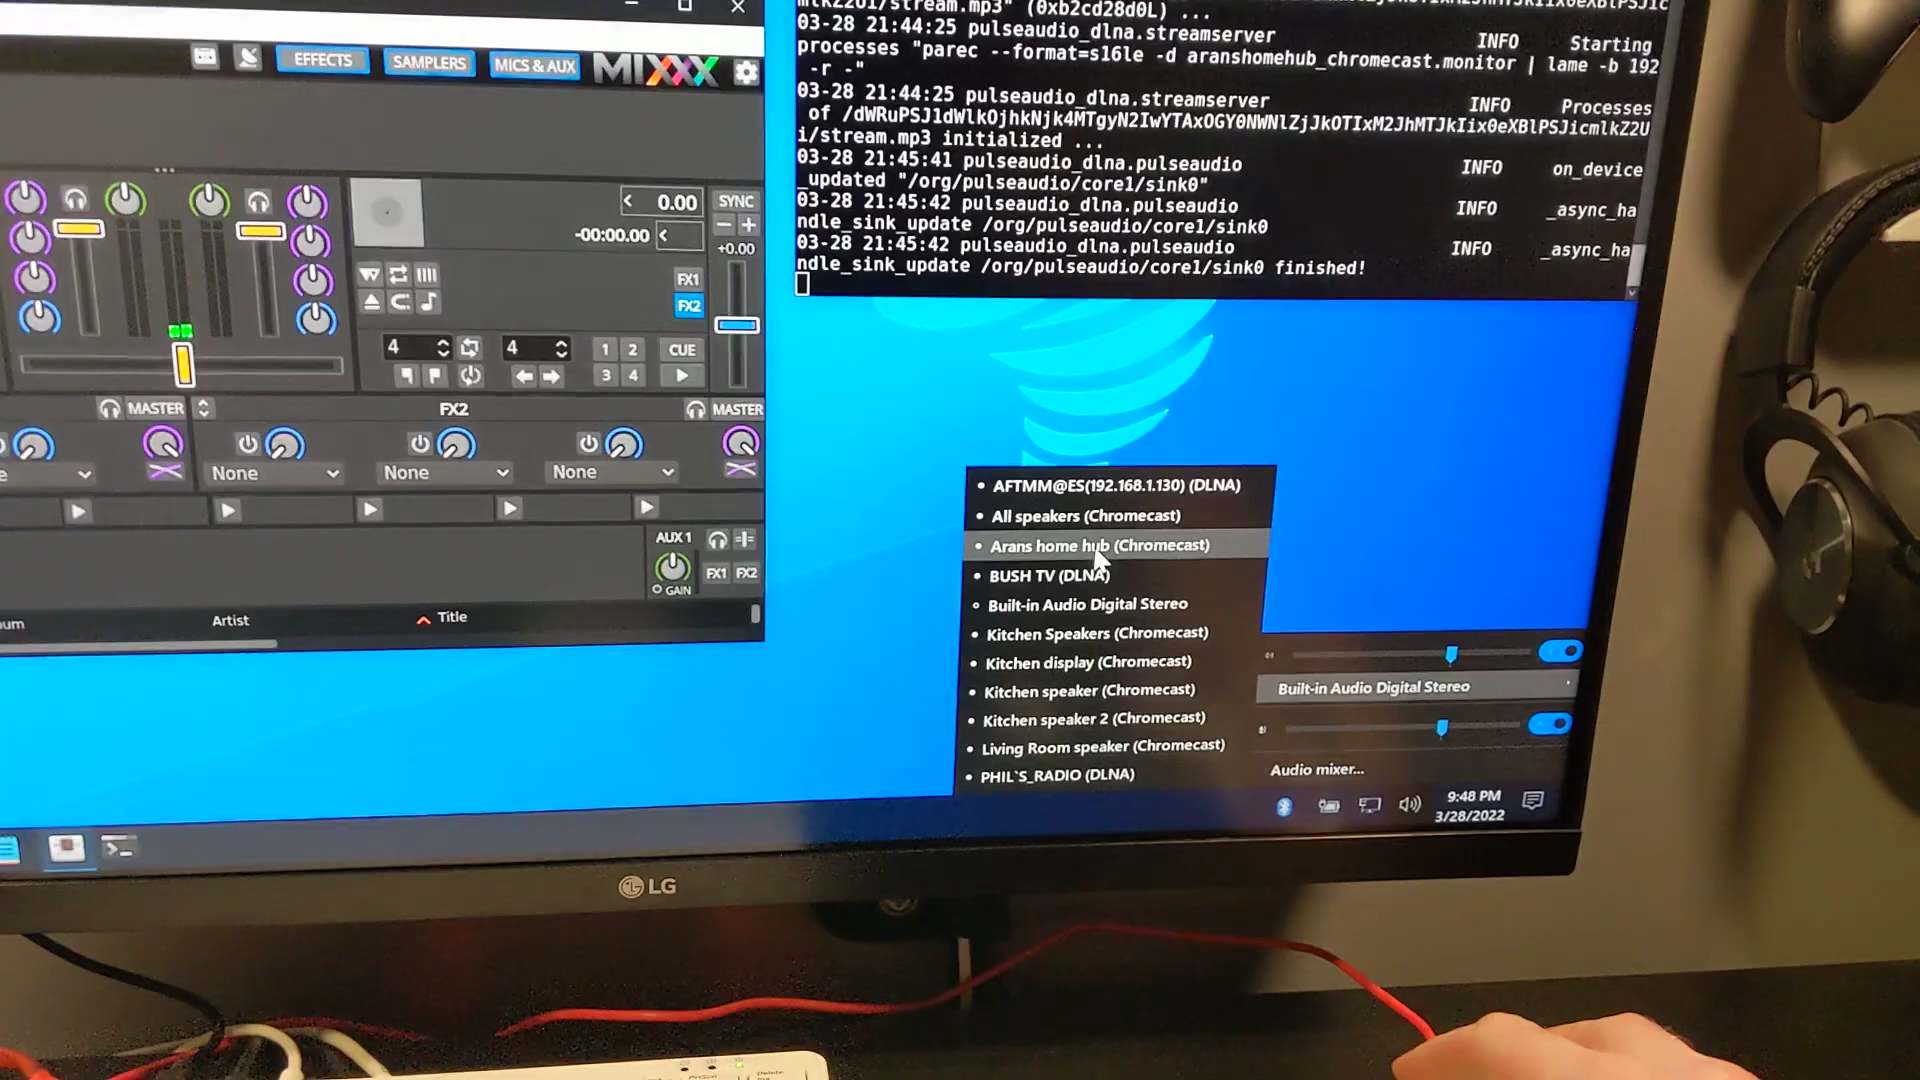 EFFECTS
SAMPLERS
MICS & AUX
MIXXX
0.00
SYNC
-00:00.00
+0.00
FX1
FX2
4
4
1
2
CUE
3
4
MASTER
FX2
MASTER
None
None
None
AUX 1
GAIN
FX1
FX2
Artist
Title
/stream.mp3" (0xb2cd28d0L) ...
03-28 21:44:25 pulseaudio_dlna.streamserver INFO Starting
processes "parec --format=s16le -d aranshomehub_chromecast.monitor | lame -b 192
-r -"
03-28 21:44:25 pulseaudio_dlna.streamserver INFO Processes
i/stream.mp3 initialized ...
03-28 21:45:41 pulseaudio_dlna.pulseaudio INFO on_device
_updated "/org/pulseaudio/core1/sink0"
03-28 21:45:42 pulseaudio_dlna.pulseaudio INFO _async_ha
ndle_sink_update /org/pulseaudio/core1/sink0
03-28 21:45:42 pulseaudio_dlna.pulseaudio INFO _async_ha
ndle_sink_update /org/pulseaudio/core1/sink0 finished!
AFTMM@ES(192.168.1.130) (DLNA)
All speakers (Chromecast)
Arans home hub (Chromecast)
BUSH TV (DLNA)
Built-in Audio Digital Stereo
Kitchen Speakers (Chromecast)
Kitchen display (Chromecast)
Kitchen speaker (Chromecast)
Kitchen speaker 2 (Chromecast)
Living Room speaker (Chromecast)
PHIL`S_RADIO (DLNA)
Built-in Audio Digital Stereo
Audio mixer...
9:48 PM
3/28/2022
LG